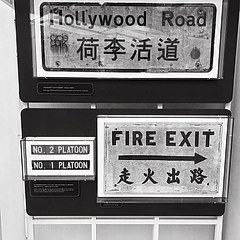 Hollywood Road
荷李活道
NO. 2 PLATOON
NO. 1 PLATOON
FIRE EXIT
走火出路